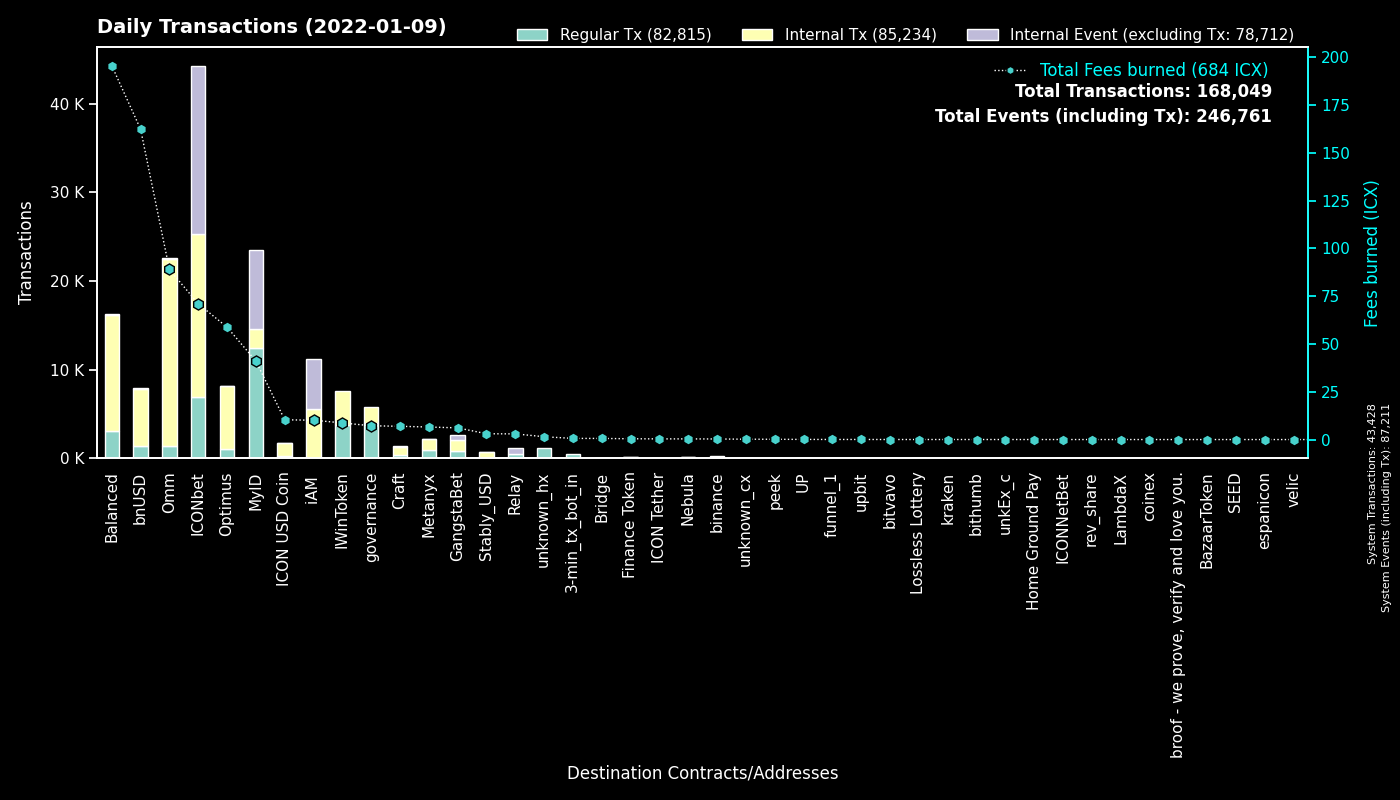 Daily Transactions (2022-01-09)
Regular Tx (82,815)
Internal Tx (85,234)
Internal Event (excluding Tx: 78,712)
Total Fees burned (684 ICX)
Total Transactions: 168,049
Total Events (including Tx): 246,761
Transactions
40 K
30 K
20 K
10 K
0 K
200
175
150
125
100
75
50
25
0
Fees burned (ICX)
System Transactions: 43,428
System Events (including Tx): 87,211
Balanced
bnUSD
Omm
ICONbet
Optimus
MyID
ICON USD Coin
iAM
IWinToken
governance
Craft
Metanyx
GangstaBet
Stably_USD
Relay
unknown_hx
3-min_tx_bot_in
Bridge
Finance Token
ICON Tether
Nebula
binance
unknown_cx
peek
UP
funnel_1
upbit
bitvavo
Lossless Lottery
kraken
bithumb
unkEx_c
Home Ground Pay
ICONNetBet
rev_share
LambdaX
coinex
broof - we prove, verify and love you.
BazaarToken
SEED
espanicon
velic
Destination Contracts/Addresses